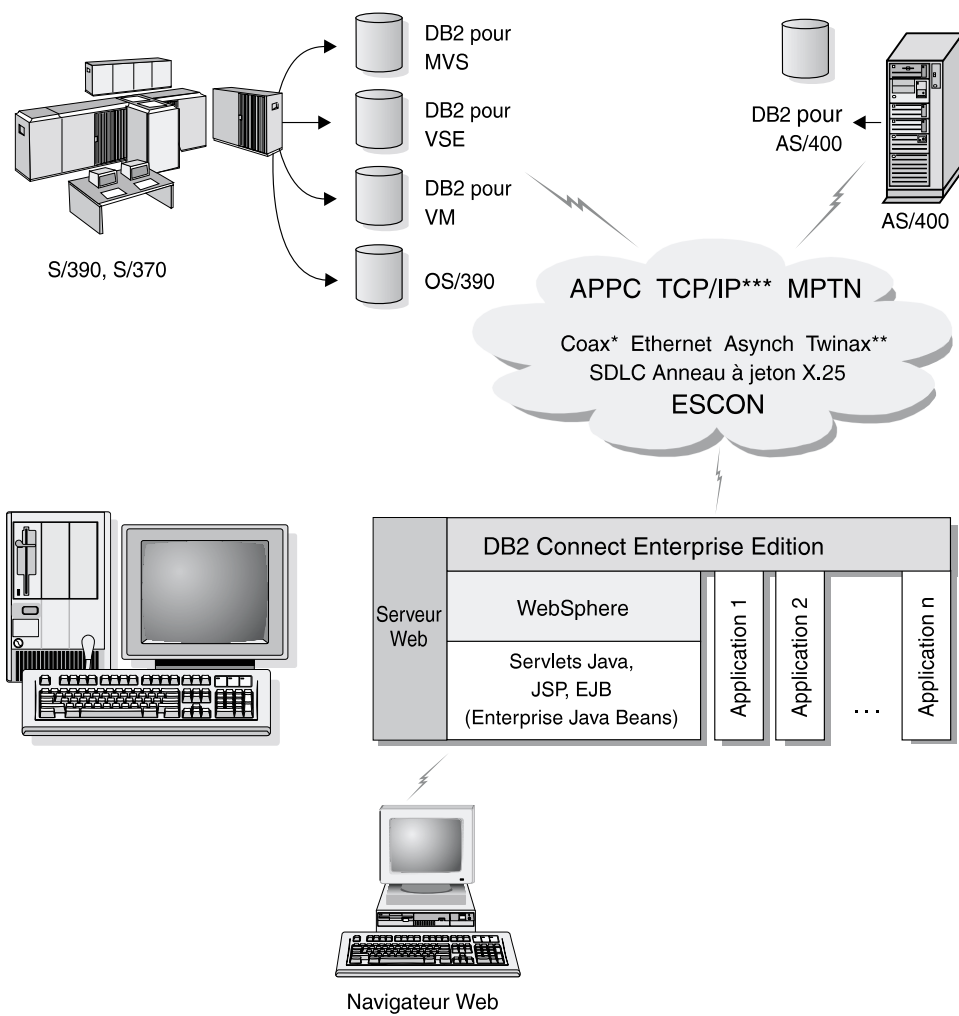 DB2 pour
MVS
DB2 pour
VSE
DB2 pour
VM
OS/390
S/390, S/370
DB2 pour
AS/400
AS/400
APPC TCP/IP*** MPTN
Coax* Ethernet Asynch Twinax**
SDLC Anneau à jeton X.25
ESCON
Serveur
Web
DB2 Connect Enterprise Edition
WebSphere
Servlets Java,
JSP, EJB
(Enterprise Java Beans)
Application 1
Application 2
...
Application n
Navigateur Web